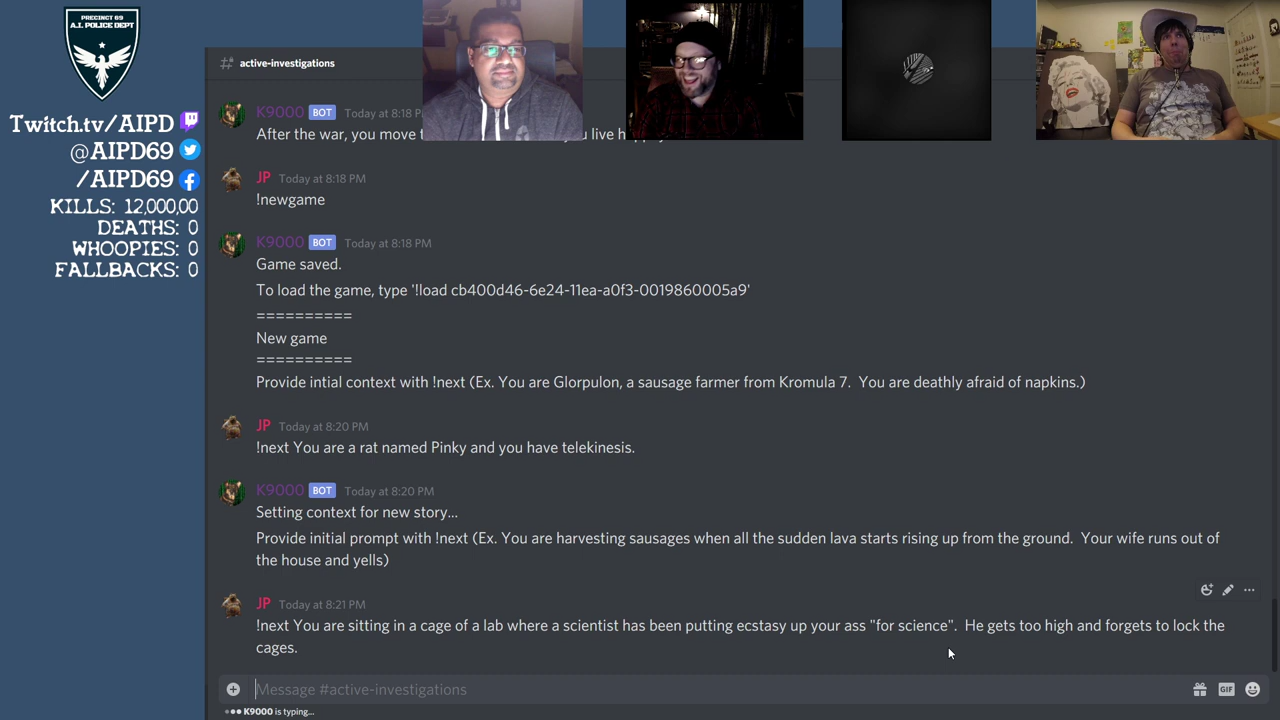 PRECINCT 69
A.I. POLICE DEPT
Twitch.tv/AIPD
@AIPD69
/AIPD69
KILLS: 12,000,00
DEATHS: 0
WHOOPIES: 0
FALLBACKS: 0
active-investigations
K9000 BOT Today at 8:18 P
After the war, you move live
JP Today at 8:18 PM
!newgame
K9000 BOT Today at 8:18 PM
Game saved.
To load the game, type '!load cb400d46-6e24-11ea-a0f3-0019860005a9'
==========
New game
==========
Provide intial context with !next (Ex. You are Glorpulon, a sausage farmer from Kromula 7. You are deathly afraid of napkins.)
JP Today at 8:20 PM
!next You are a rat named Pinky and you have telekinesis.
K9000 BOT Today at 8:20 PM
Setting context for new story...
Provide initial prompt with !next (Ex. You are harvesting sausages when all the sudden lava starts rising up from the ground. Your wife runs out of
the house and yells)
JP Today at 8:21 PM
!next You are sitting in a cage of a lab where a scientist has been putting ecstasy up your ass "for science". He gets too high and forgets to lock the
cages.
Message #active-investigations
GIF
K9000 is typing...